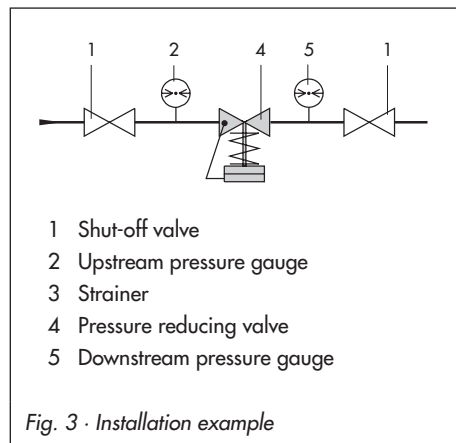 1 2 4 5 1
1 Shut-off valve
2 Upstream pressure gauge
3 Strainer
4 Pressure reducing valve
5 Downstream pressure gauge
Fig. 3 · Installation example